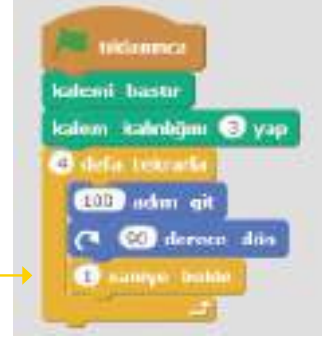 tıklanınca
kalemi bastır
kalem kalınlığını 3 yap
4 defa tekrarla
100 adım git
90 derece dön
1 saniye bekle